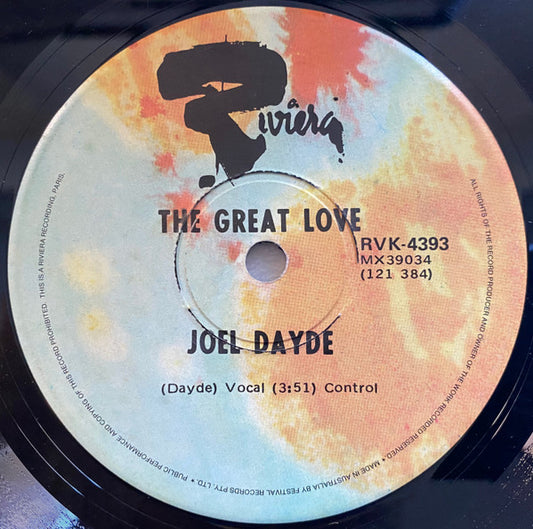 Riviera
THE GREAT LOVE
RVK-4393
MX39034
(121 384)
JOEL DAYDE
(Dayde) Vocal (3:51) Control
ALL RIGHTS OF THE RECORD PRODUCER AND OWNER OF THE WORK RECORDED RESERVED. • MADE IN AUSTRALIA BY FESTIVAL RECORDS PTY. LTD. • PUBLIC PERFORMANCE AND COPYING OF THIS RECORD PROHIBITED. THIS IS A RIVIERA RECORDING, PARIS.